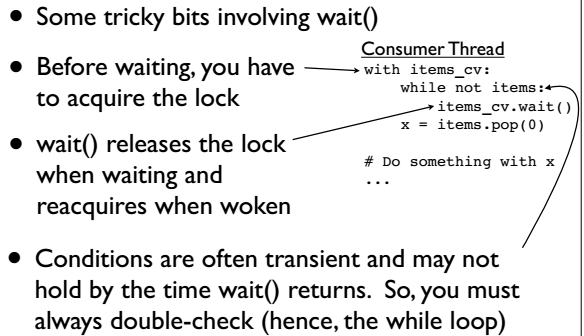 • Some tricky bits involving wait()
• Before waiting, you have
to acquire the lock
• wait() releases the lock
when waiting and
reacquires when woken
Consumer Thread
with items_cv:
    while not items:
        items_cv.wait()
    x = items.pop(0)
# Do something with x
...
• Conditions are often transient and may not
hold by the time wait() returns.  So, you must
always double-check (hence, the while loop)